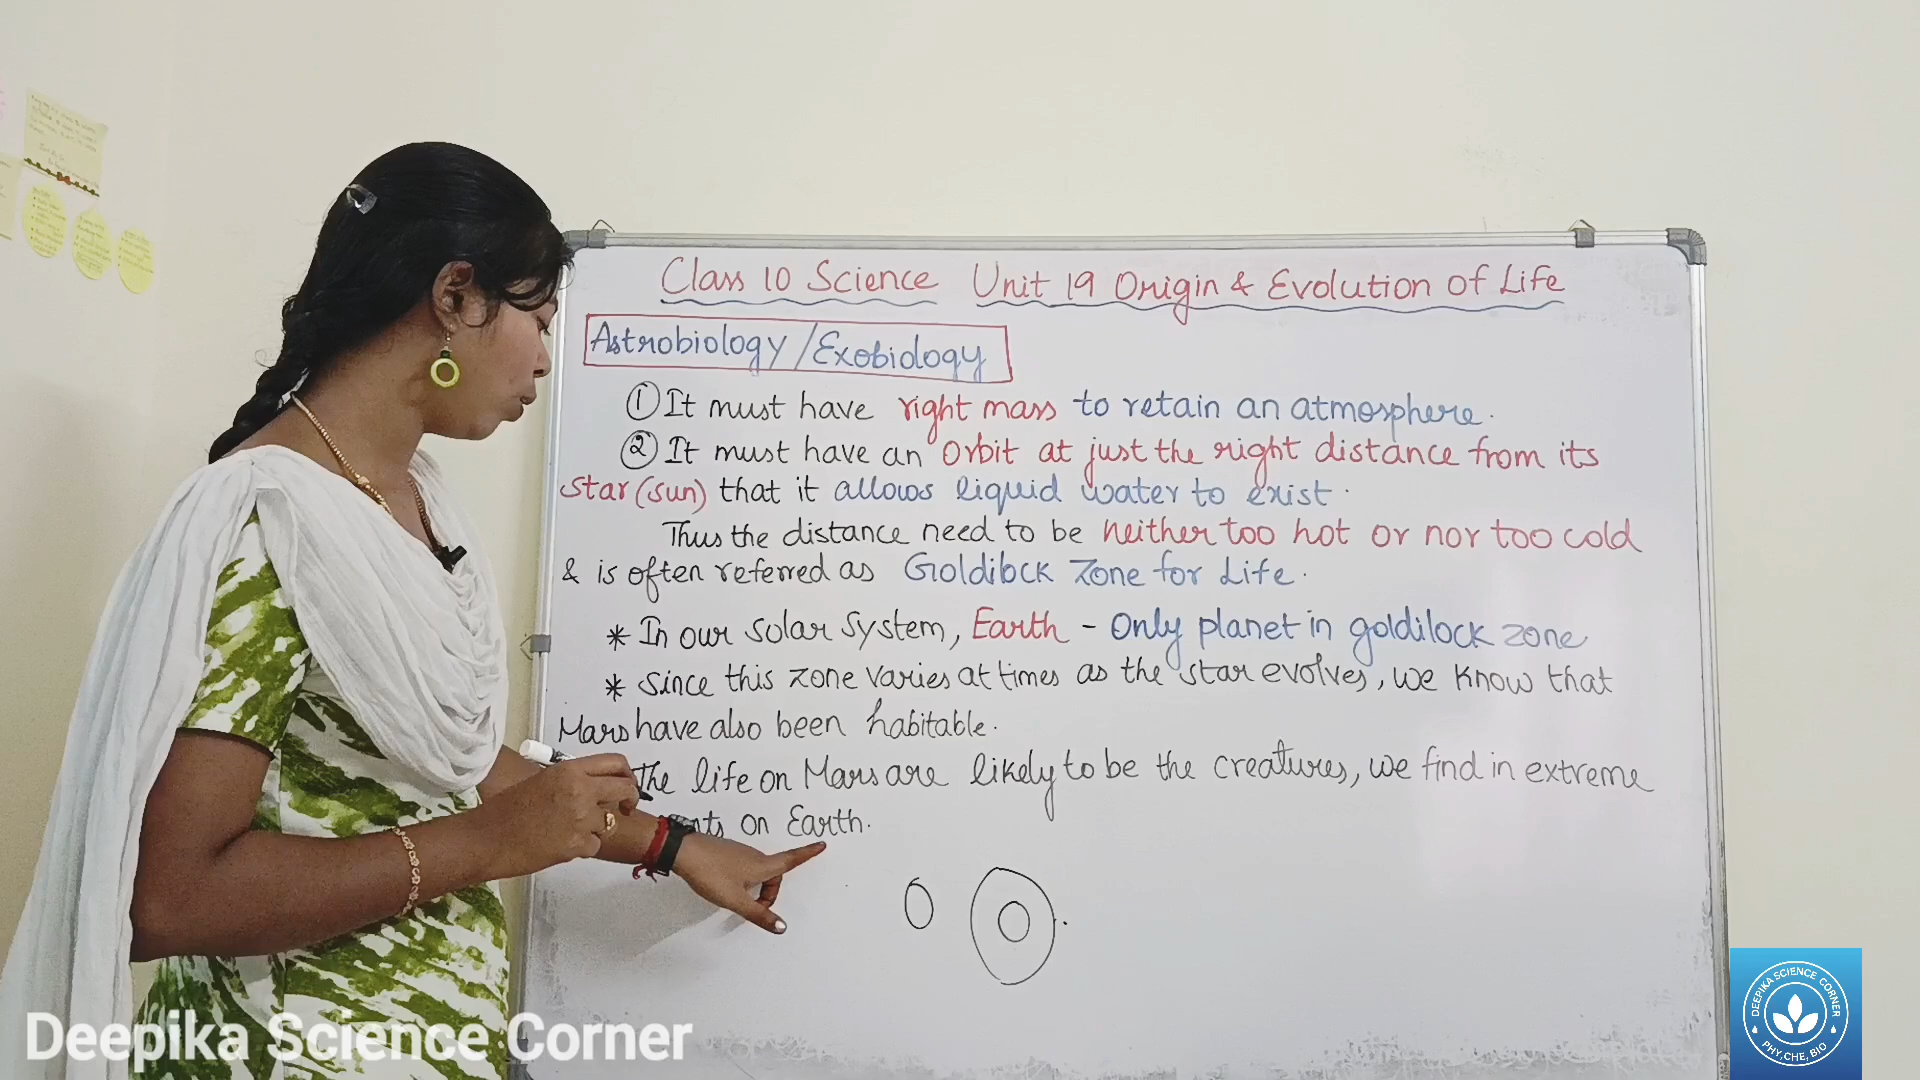 Class 10 Science Unit 19 Origin & Evolution of Life
Astrobiology / Exobiology
① It must have right mass to retain an atmosphere.
② It must have an Orbit at just the right distance from its
star (sun) that it allows liquid water to exist.
Thus the distance need to be neither too hot or nor too cold
& is often referred as Goldilock Zone for Life.
* In our solar system, Earth - Only planet in goldilock zone
* Since this zone varies at times as the star evolves, we know that
Mars have also been habitable.
The life on Mars are likely to be the creatures, we find in extreme
on Earth.
Deepika Science Corner
DEEPIKA SCIENCE CORNER
PHY, CHE, BIO